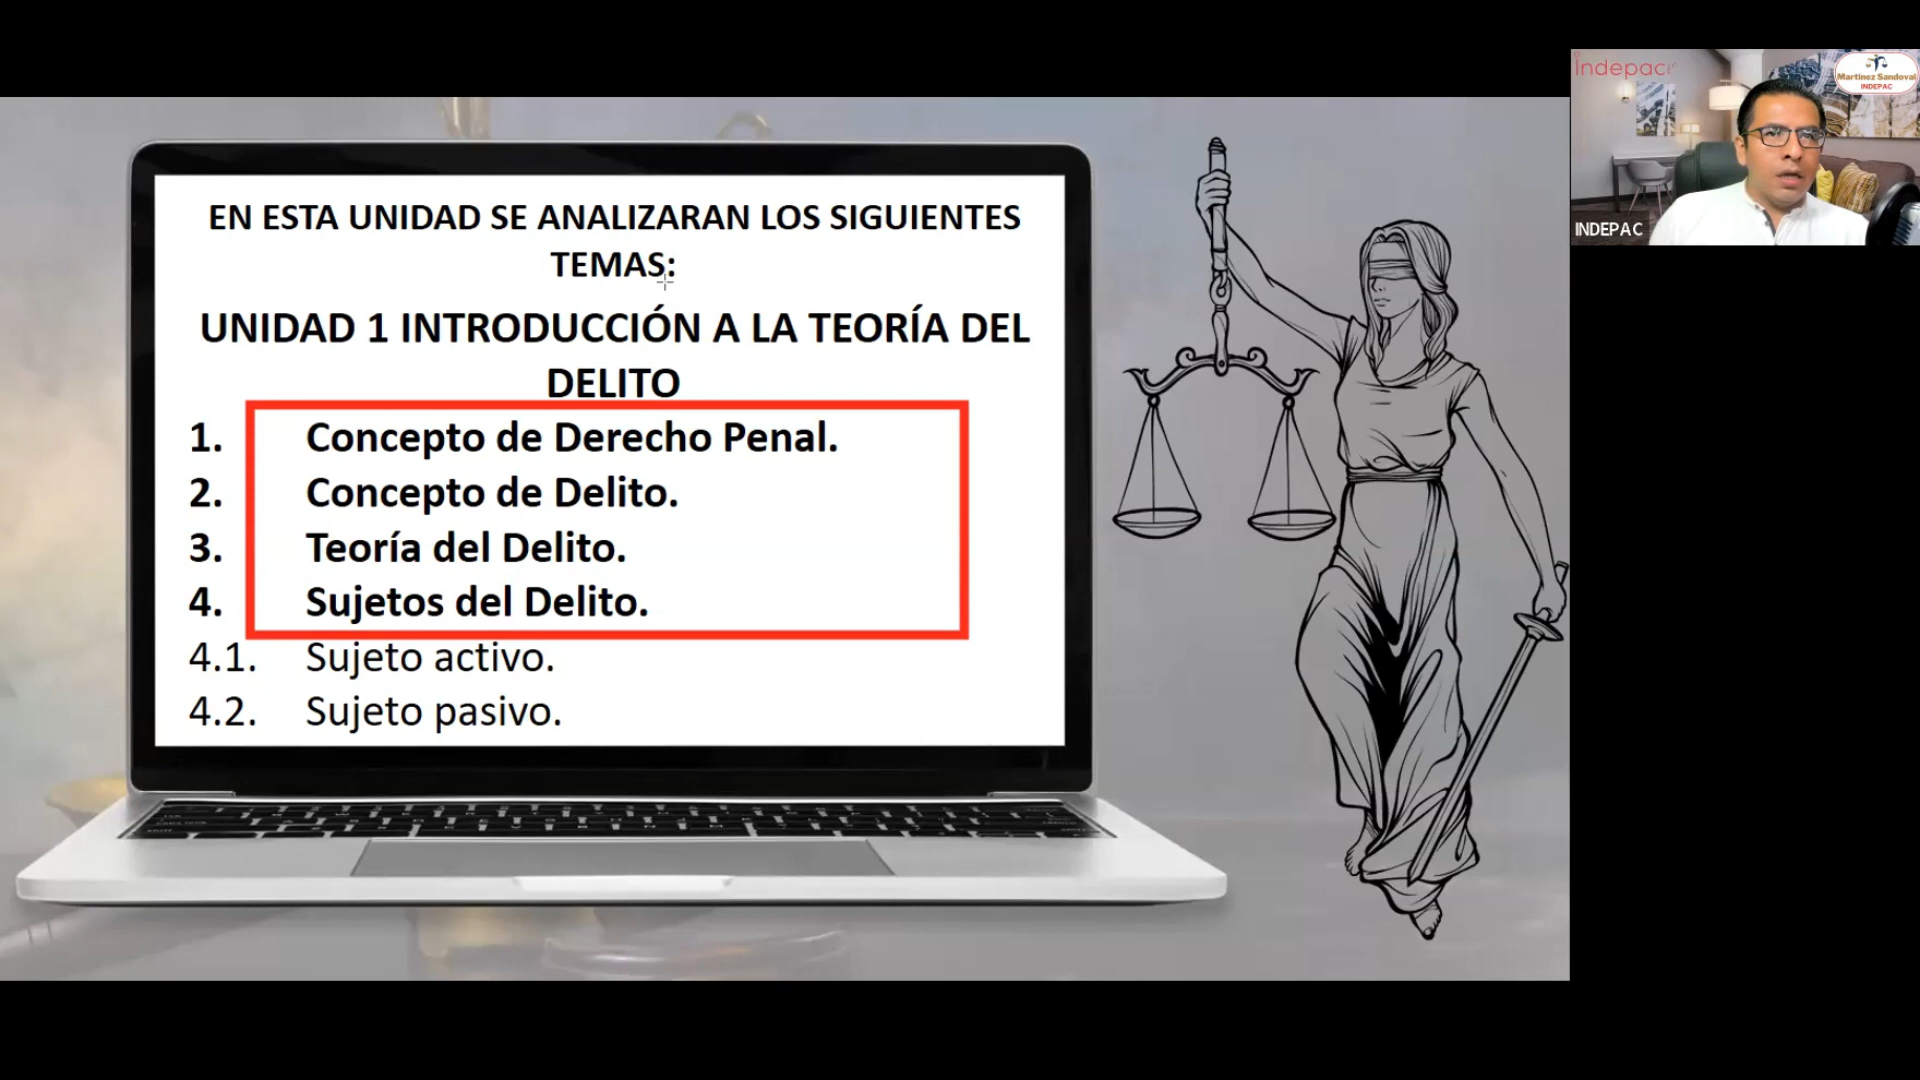 EN ESTA UNIDAD SE ANALIZARAN LOS SIGUIENTES
TEMAS:
UNIDAD 1 INTRODUCCIÓN A LA TEORÍA DEL
DELITO
1. Concepto de Derecho Penal.
2. Concepto de Delito.
3. Teoría del Delito.
4. Sujetos del Delito.
4.1. Sujeto activo.
4.2. Sujeto pasivo.
Indepac
Martínez Sandoval
INDEPAC
INDEPAC